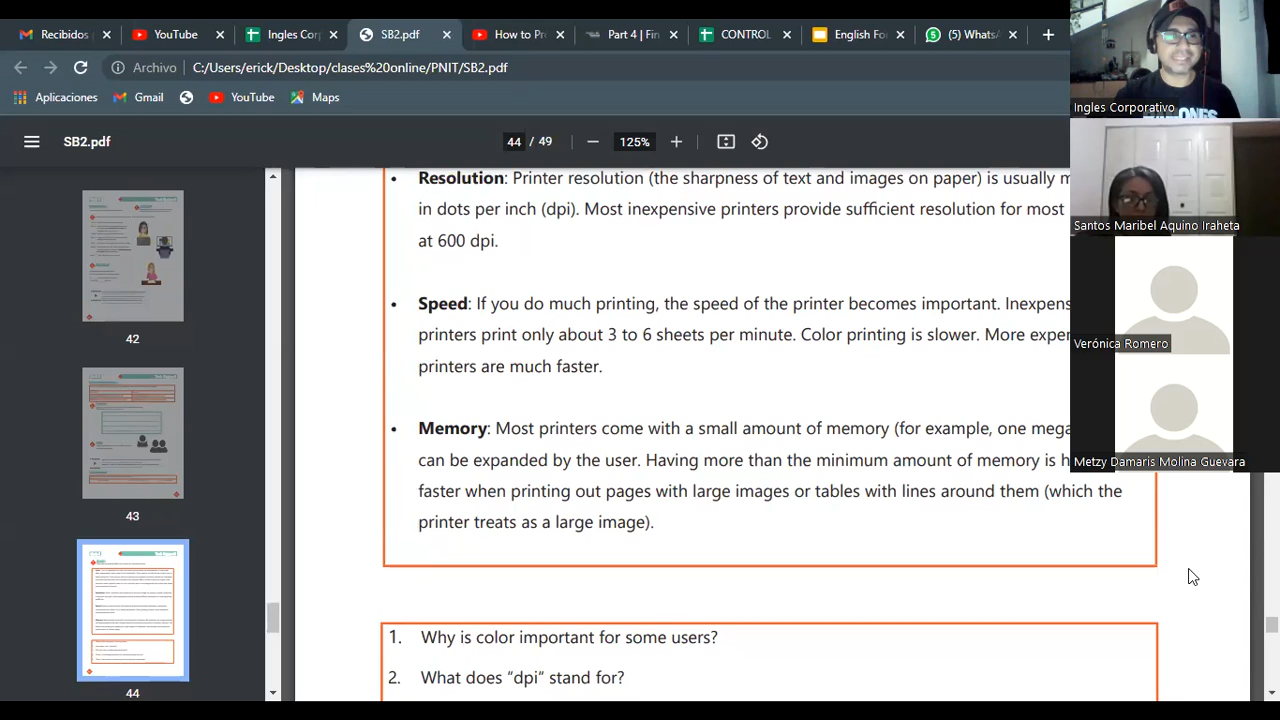 Recibidos
YouTube
Ingles Cor
SB2.pdf
How to Pr
Part 4 | Fin
CONTROL
English Fo
(5) Whats
Archivo C:/Users/erick/Desktop/clases%20online/PNIT/SB2.pdf
Aplicaciones Gmail YouTube Maps
SB2.pdf
44 / 49 125%
Ingles Corporativo
Santos Maribel Aquino Iraheta
Verónica Romero
Metzy Damaris Molina Guevara
42
43
44
• Resolution: Printer resolution (the sharpness of text and images on paper) is usually
in dots per inch (dpi). Most inexpensive printers provide sufficient resolution for most
at 600 dpi.
• Speed: If you do much printing, the speed of the printer becomes important. Inexpens
printers print only about 3 to 6 sheets per minute. Color printing is slower. More expe
printers are much faster.
• Memory: Most printers come with a small amount of memory (for example, one mega
can be expanded by the user. Having more than the minimum amount of memory is
faster when printing out pages with large images or tables with lines around them (which the
printer treats as a large image).
1. Why is color important for some users?
2. What does “dpi” stand for?